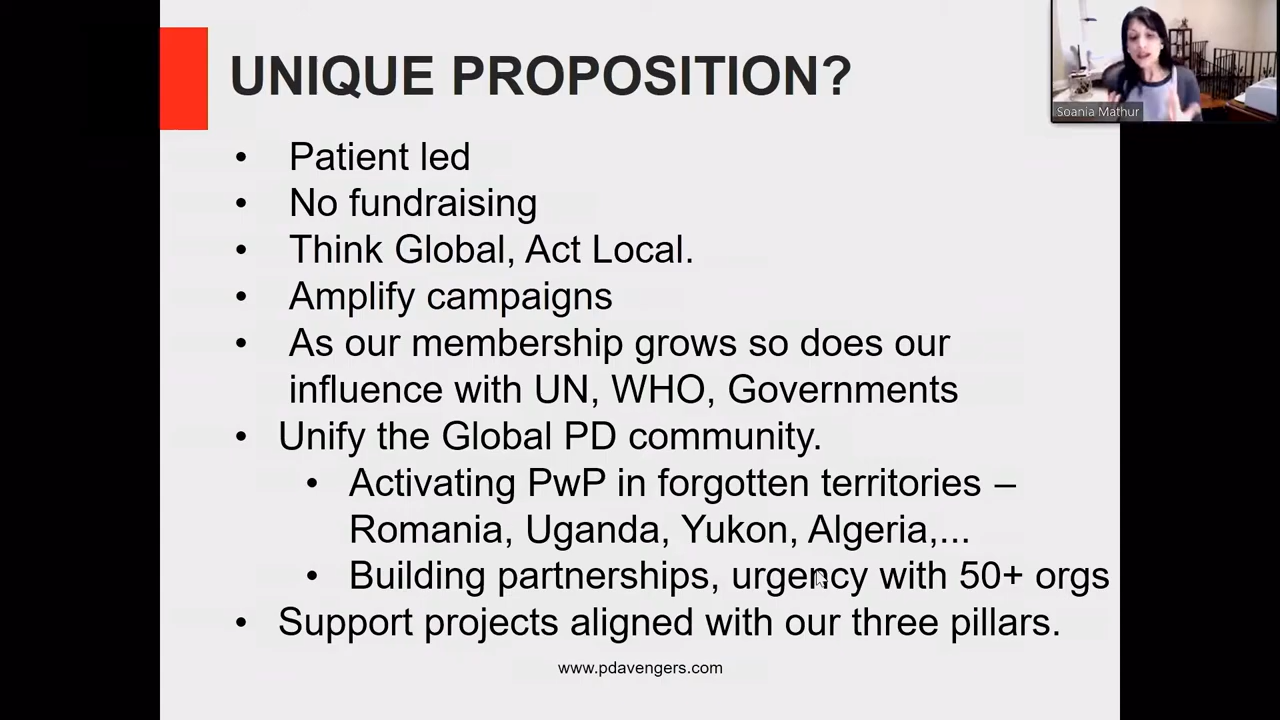 UNIQUE PROPOSITION?
Soania Mathur
• Patient led
• No fundraising
• Think Global, Act Local.
• Amplify campaigns
• As our membership grows so does our
influence with UN, WHO, Governments
• Unify the Global PD community.
• Activating PwP in forgotten territories –
Romania, Uganda, Yukon, Algeria,...
• Building partnerships, urgency with 50+ orgs
• Support projects aligned with our three pillars.
www.pdavengers.com